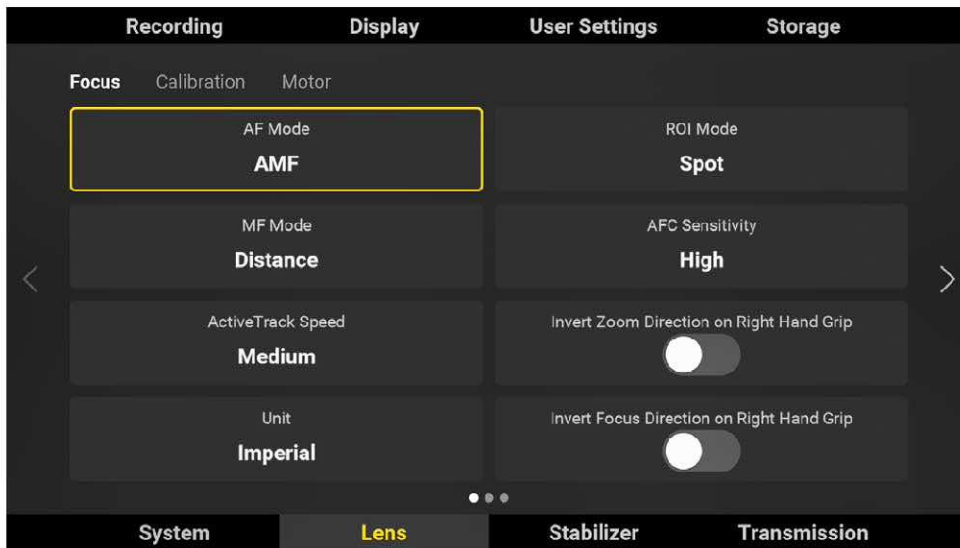 Recording Display User Settings Storage
Focus Calibration Motor
AF Mode ROI Mode
AMF Spot
MF Mode AFC Sensitivity
Distance High
ActiveTrack Speed Invert Zoom Direction on Right Hand Grip
Medium
Unit Invert Focus Direction on Right Hand Grip
Imperial
System Lens Stabilizer Transmission